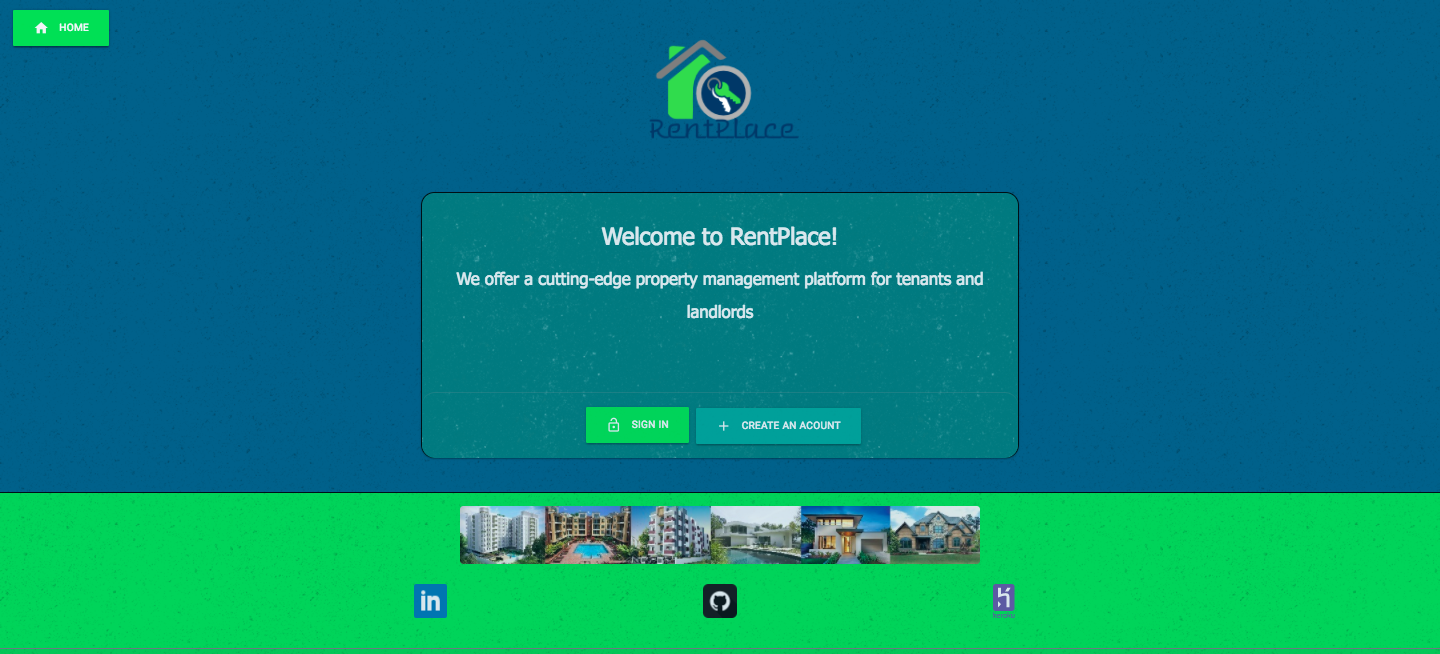 HOME
RentPlace
Welcome to RentPlace!
We offer a cutting-edge property management platform for tenants and
landlords
SIGN IN
CREATE AN ACOUNT
in